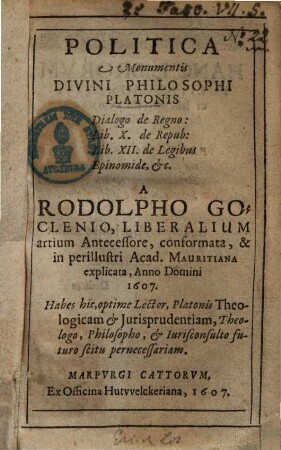 POLITICA
è Monumentis
DIVINI PHILOSOPHI
PLATONIS
Dialogo de Regno:
Lib. X. de Repub:
Lib. XII. de Legibus
Epinomide, &c.
A
RODOLPHO GO-
CLENIO, LIBERALIUM
artium Antecessore, conformata, &
in perillustri Acad. MAURITIANA
explicata, Anno Domini
1607.
Habes hic, optime Lector, Platonis Theo-
logicam & Jurisprudentiam, Theo-
logo, Philosopho, & Iurisconsulto fu-
turo scitu pernecessariam.
MARPURGI CATTORVM,
Ex Officina Hutvvelckeriana, 1607.